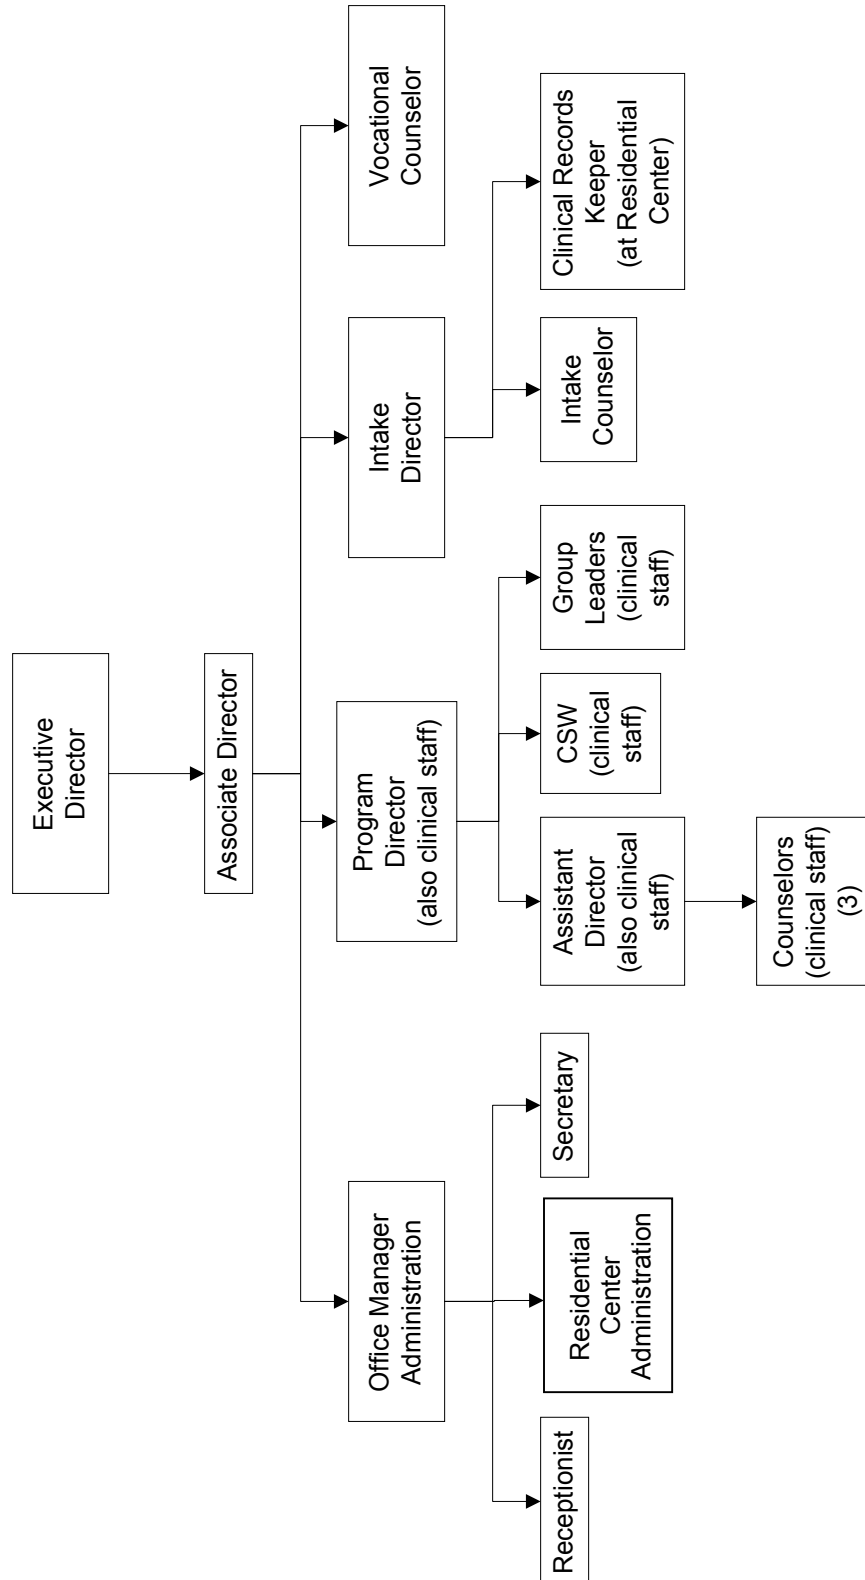 Executive
Director
Associate Director
Office Manager
Administration
Program
Director
(also clinical staff)
Intake
Director
Vocational
Counselor
Receptionist
Residential
Center
Administration
Secretary
Assistant
Director
(also clinical
staff)
CSW
(clinical
staff)
Group
Leaders
(clinical
staff)
Intake
Counselor
Clinical Records
Keeper
(at Residential
Center)
Counselors
(clinical staff)
(3)